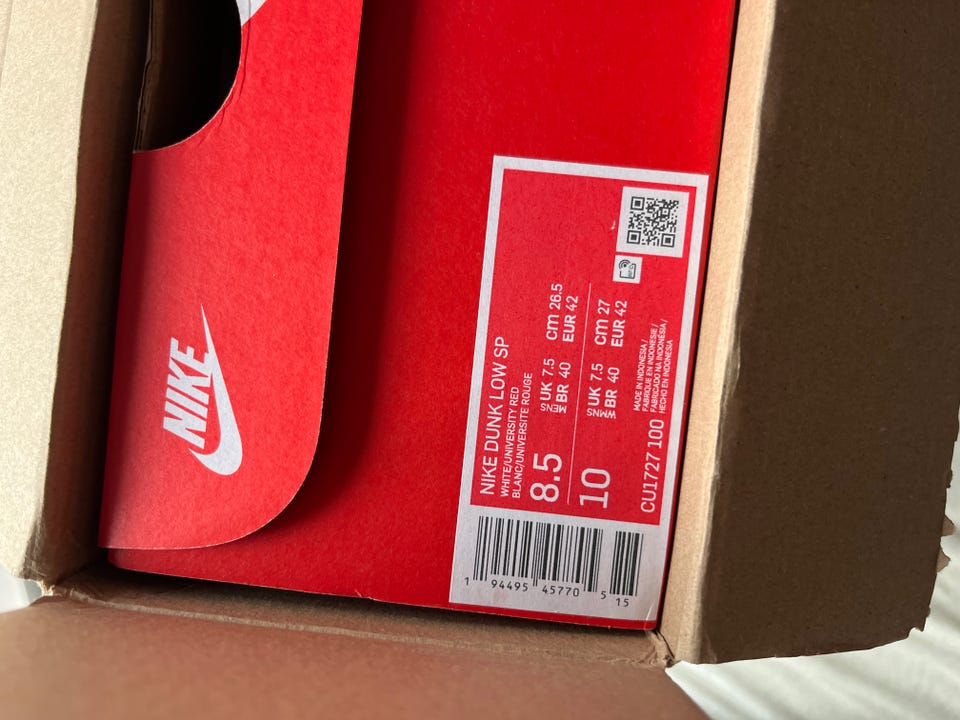 NIKE
NIKE DUNK LOW SP
WHITE/UNIVERSITY RED
BLANC/UNIVERSITE ROUGE
8.5 MENS UK 7.5 cm 26.5
BR 40 EUR 42
10 WMNS UK 7.5 cm 27
BR 40 EUR 42
MADE IN INDONESIA/
FABRIQUE EN INDONESIE/
FABRICADO NA INDONÉSIA/
HECHO EN INDONESIA
CU1727 100
1 94495 45770 5 15